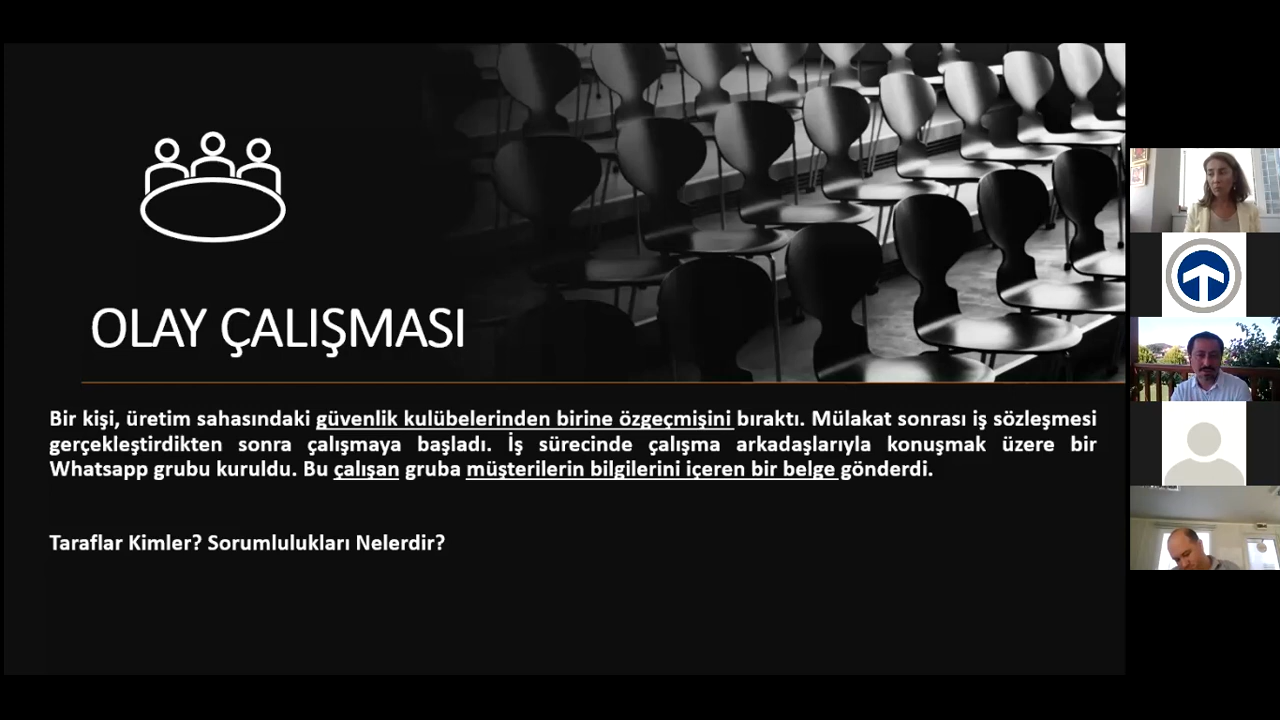 OLAY ÇALIŞMASI
Bir kişi, üretim sahasındaki güvenlik kulübelerinden birine özgeçmişini bıraktı. Mülakat sonrası iş sözleşmesi
gerçekleştirdikten sonra çalışmaya başladı. İş sürecinde çalışma arkadaşlarıyla konuşmak üzere bir
Whatsapp grubu kuruldu. Bu çalışan gruba müşterilerin bilgilerini içeren bir belge gönderdi.
Taraflar Kimler? Sorumlulukları Nelerdir?